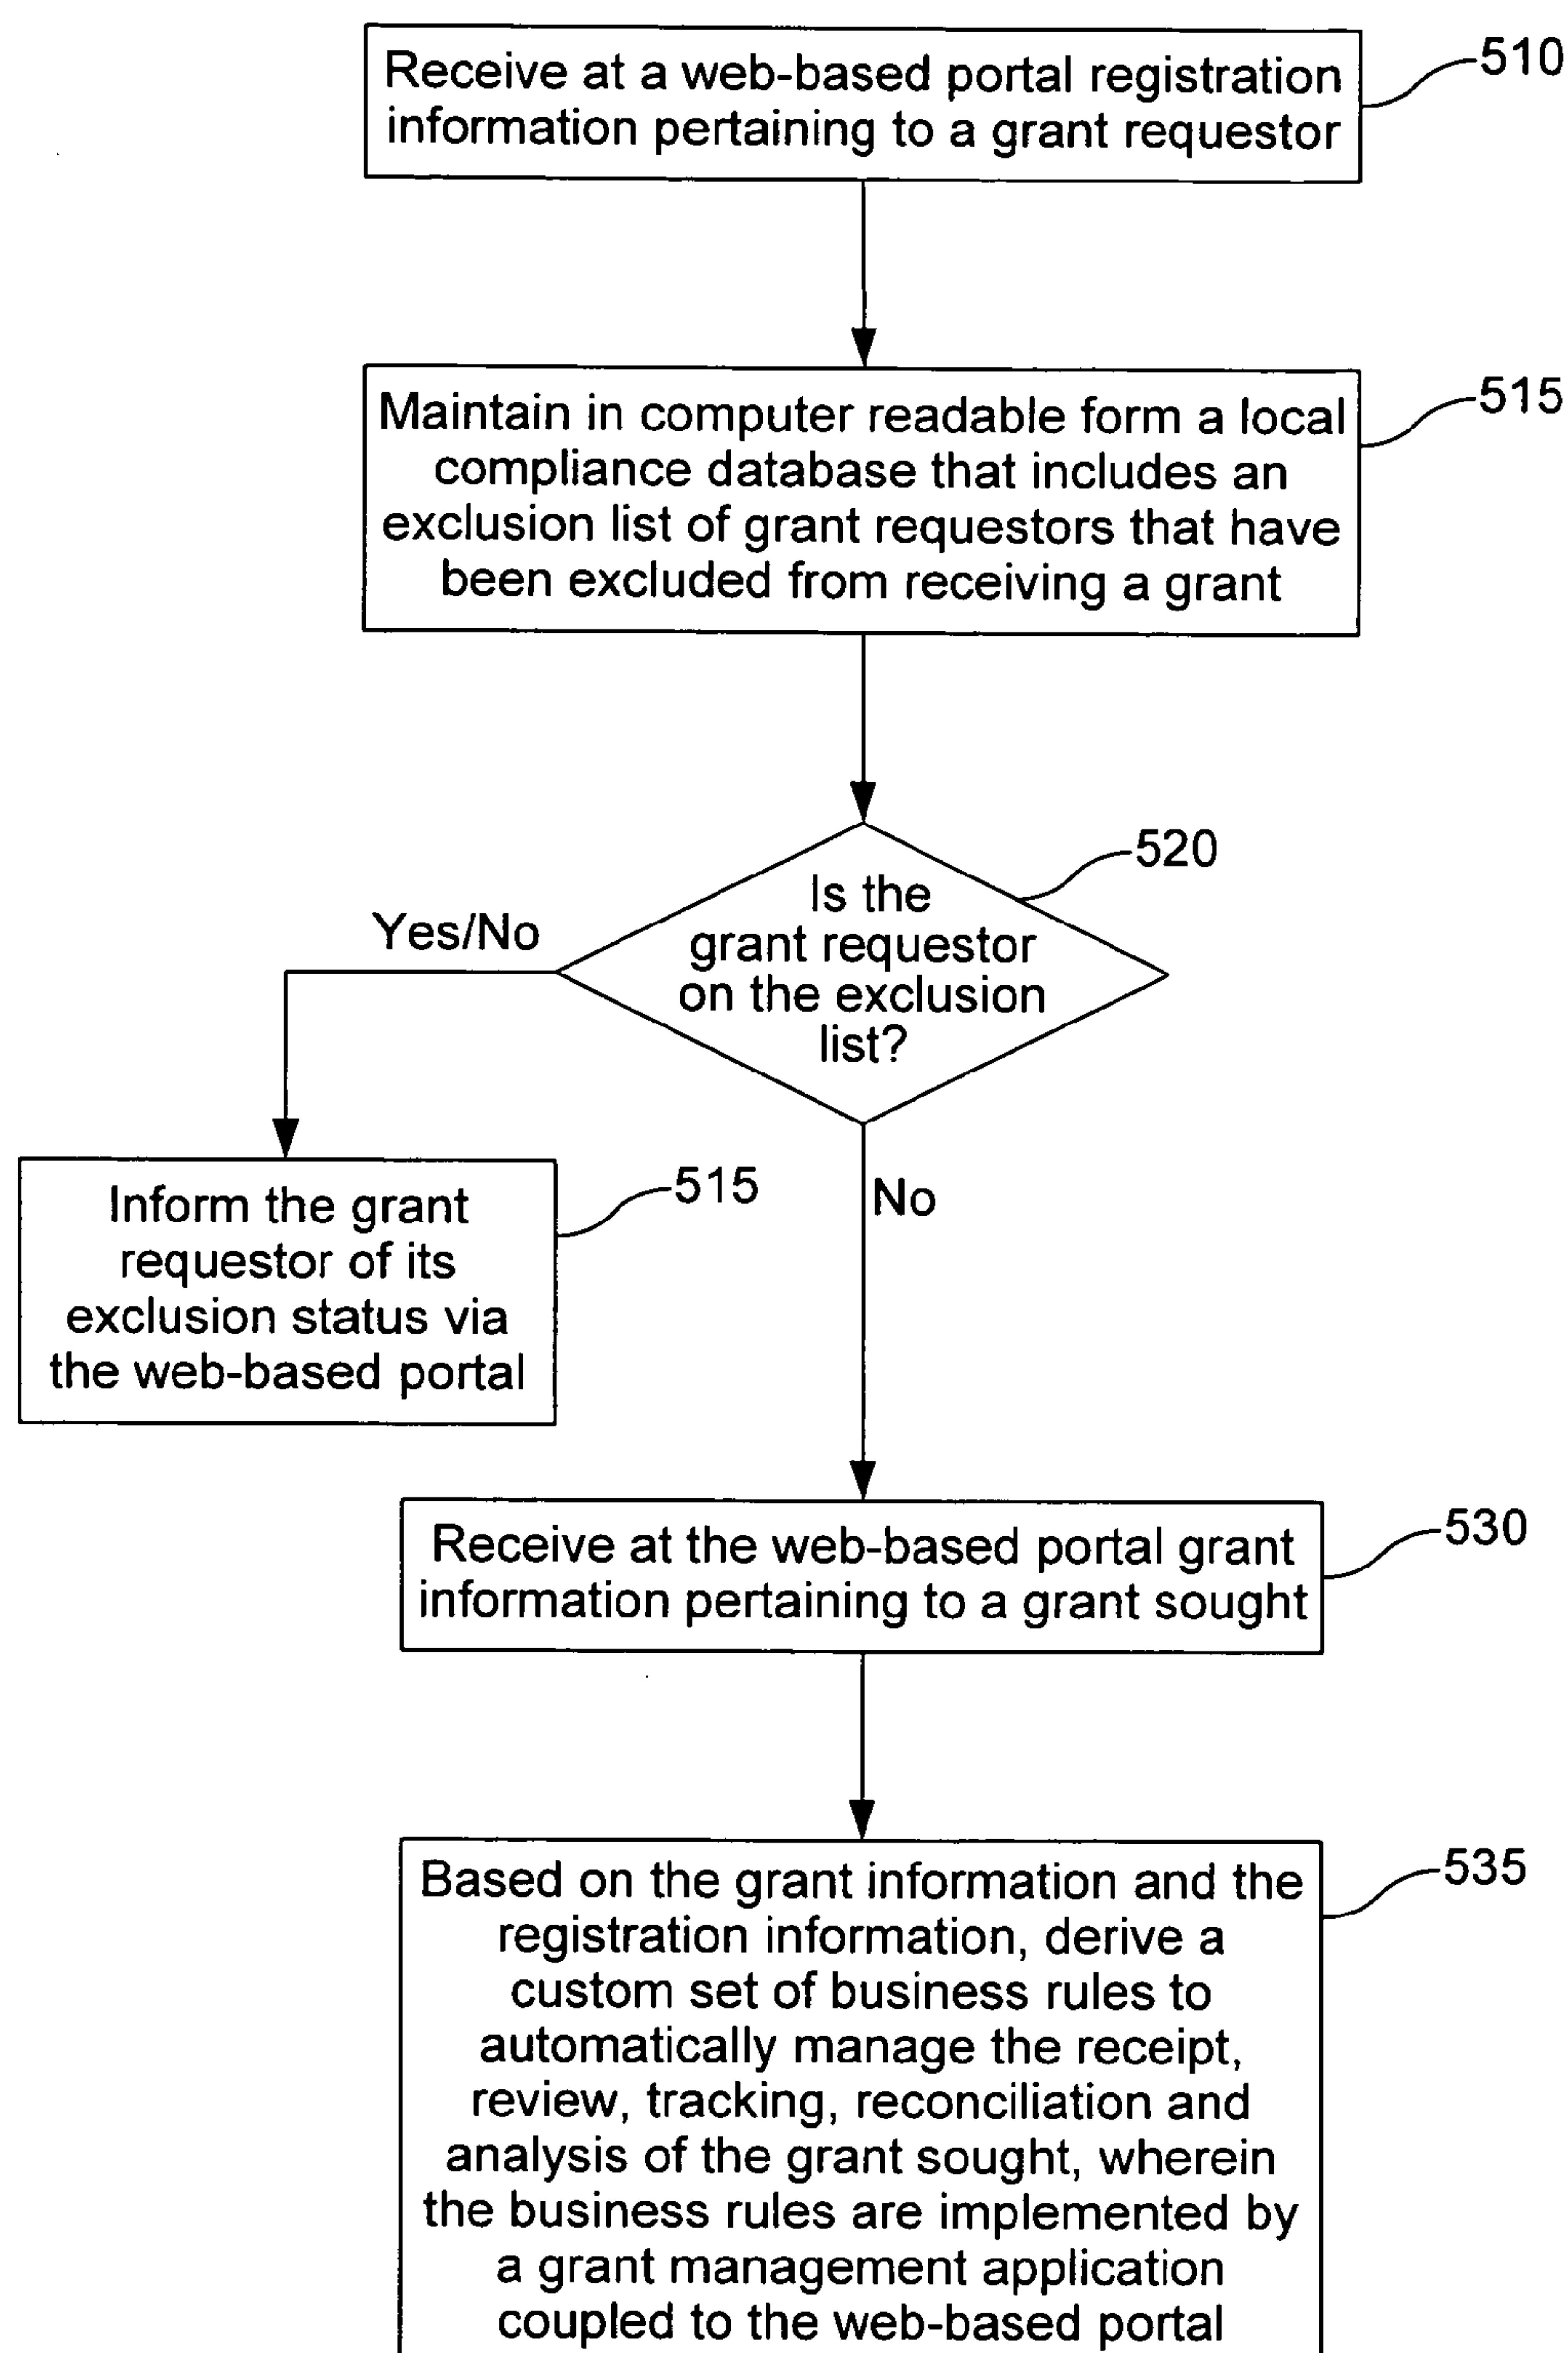 Receive at a web-based portal registration
information pertaining to a grant requestor
510
Maintain in computer readable form a local
compliance database that includes an
exclusion list of grant requestors that have
been excluded from receiving a grant
515
Is the
grant requestor
on the exclusion
list?
520
Yes/No
Inform the grant
requestor of its
exclusion status via
the web-based portal
515
No
Receive at the web-based portal grant
information pertaining to a grant sought
530
Based on the grant information and the
registration information, derive a
custom set of business rules to
automatically manage the receipt,
review, tracking, reconciliation and
analysis of the grant sought, wherein
the business rules are implemented by
a grant management application
coupled to the web-based portal
535